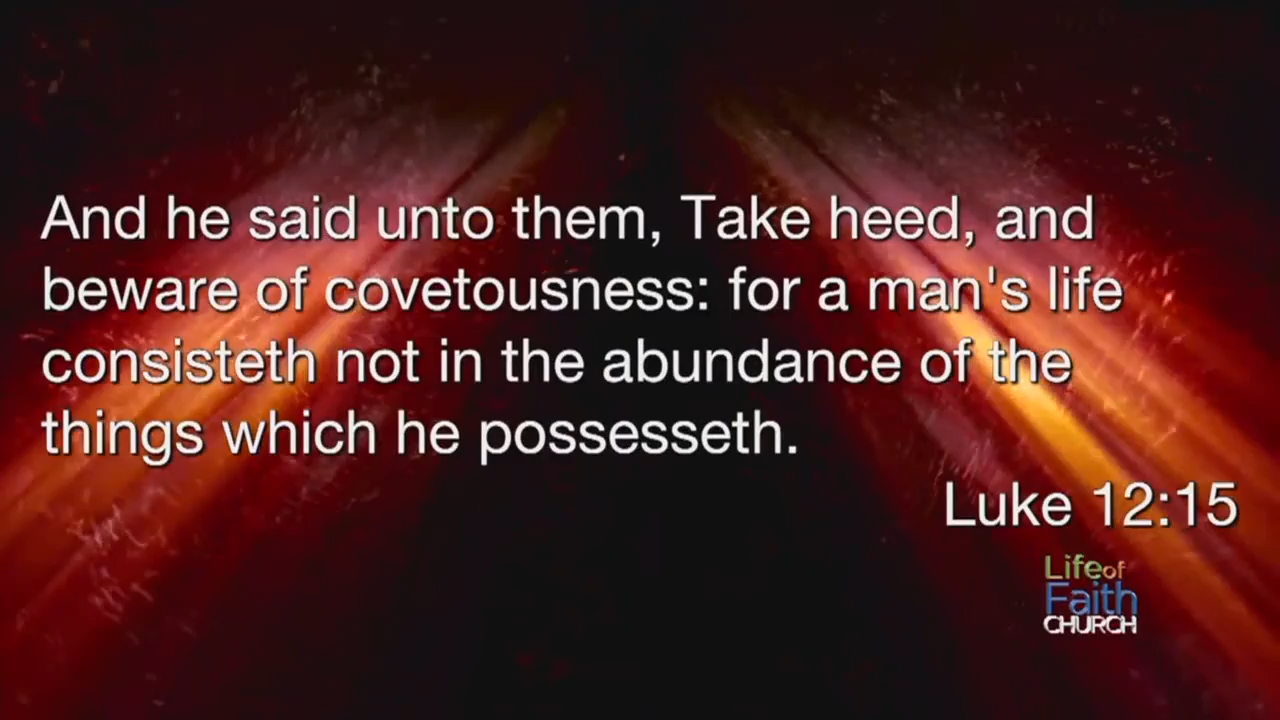 And he said unto them, Take heed, and
beware of covetousness: for a man's life
consisteth not in the abundance of the
things which he possesseth.
Luke 12:15
Life of
Faith
CHURCH